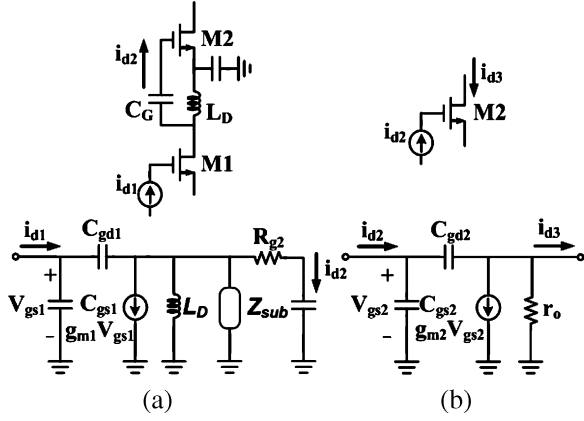 i_d2
M2
C_G
L_D
M1
i_d1
i_d3
M2
i_d2
i_d1
C_gd1
R_g2
i_d2
+
V_gs1
−
C_gs1
g_m1V_gs1
L_D
Z_sub
i_d2
C_gd2
i_d3
+
V_gs2
−
C_gs2
g_m2V_gs2
r_o
(a)
(b)